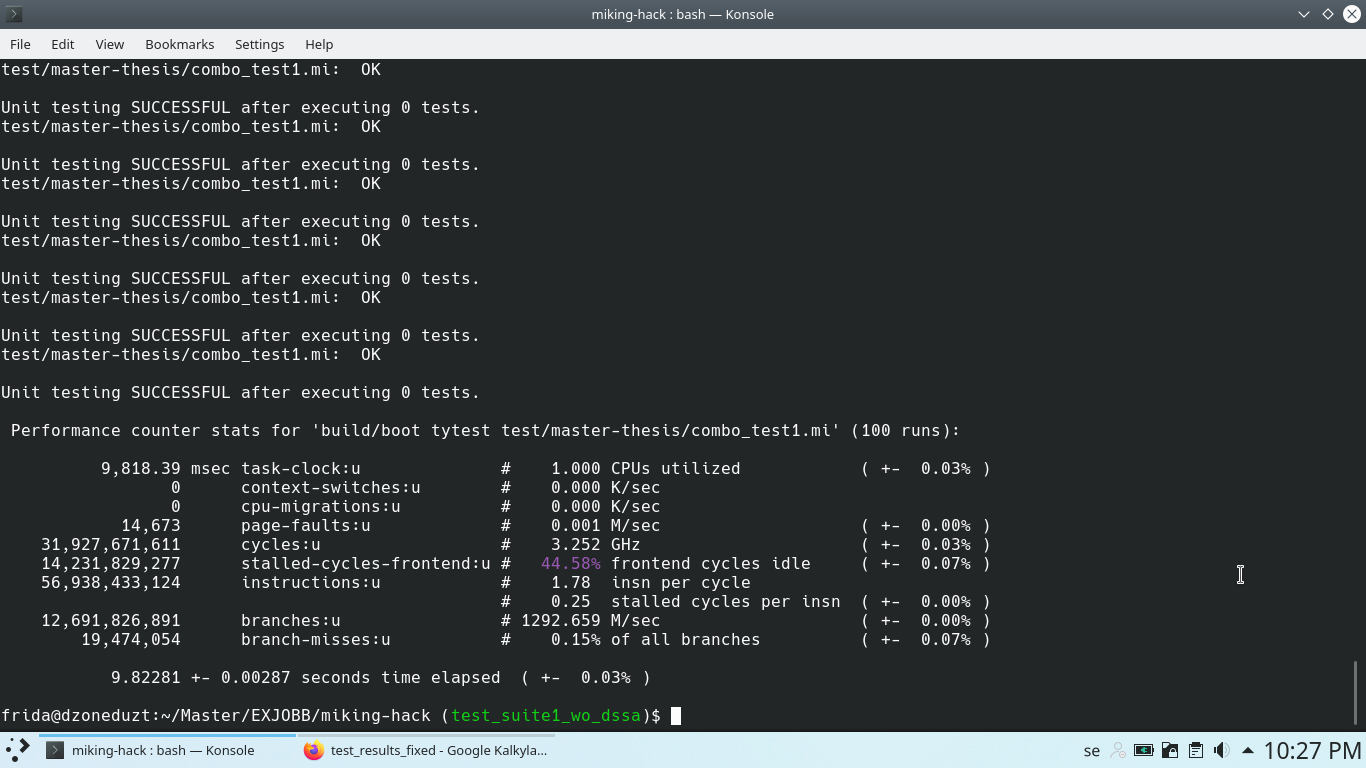 miking-hack : bash — Konsole
File Edit View Bookmarks Settings Help
test/master-thesis/combo_test1.mi:  OK
Unit testing SUCCESSFUL after executing 0 tests.
test/master-thesis/combo_test1.mi:  OK
Unit testing SUCCESSFUL after executing 0 tests.
test/master-thesis/combo_test1.mi:  OK
Unit testing SUCCESSFUL after executing 0 tests.
test/master-thesis/combo_test1.mi:  OK
Unit testing SUCCESSFUL after executing 0 tests.
test/master-thesis/combo_test1.mi:  OK
Unit testing SUCCESSFUL after executing 0 tests.
test/master-thesis/combo_test1.mi:  OK
Unit testing SUCCESSFUL after executing 0 tests.
Performance counter stats for 'build/boot tytest test/master-thesis/combo_test1.mi' (100 runs):
9,818.39 msec task-clock:u # 1.000 CPUs utilized ( +- 0.03% )
0 context-switches:u # 0.000 K/sec
0 cpu-migrations:u # 0.000 K/sec
14,673 page-faults:u # 0.001 M/sec ( +- 0.00% )
31,927,671,611 cycles:u # 3.252 GHz ( +- 0.03% )
14,231,829,277 stalled-cycles-frontend:u # 44.58% frontend cycles idle ( +- 0.07% )
56,938,433,124 instructions:u # 1.78 insn per cycle
# 0.25 stalled cycles per insn ( +- 0.00% )
12,691,826,891 branches:u # 1292.659 M/sec ( +- 0.00% )
19,474,054 branch-misses:u # 0.15% of all branches ( +- 0.07% )
9.82281 +- 0.00287 seconds time elapsed ( +- 0.03% )
frida@dzoneduzt:~/Master/EXJOBB/miking-hack (test_suite1_wo_dssa)$
miking-hack : bash — Konsole test_results_fixed - Google Kalkyla... se 10:27 PM